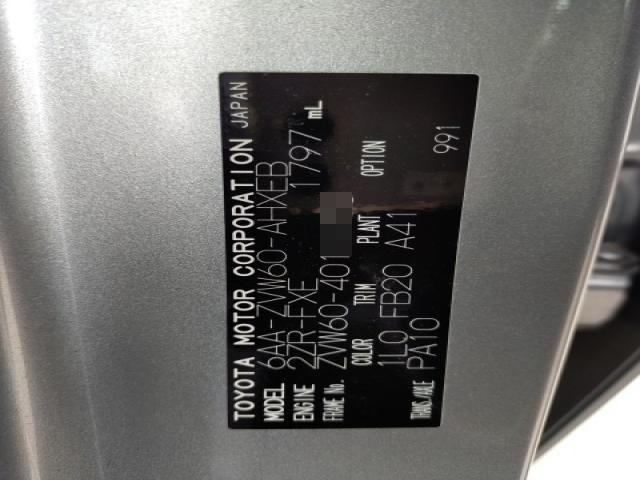 TOYOTA MOTOR CORPORATION JAPAN
MODEL 6AA-ZVW60-AHXEB
ENGINE 2ZR-FXE 1797 mL
FRAME No. ZVW60-401
COLOR TRIM PLANT OPTION
1L0 FB20 A41
TRANS/AXLE PA10 991